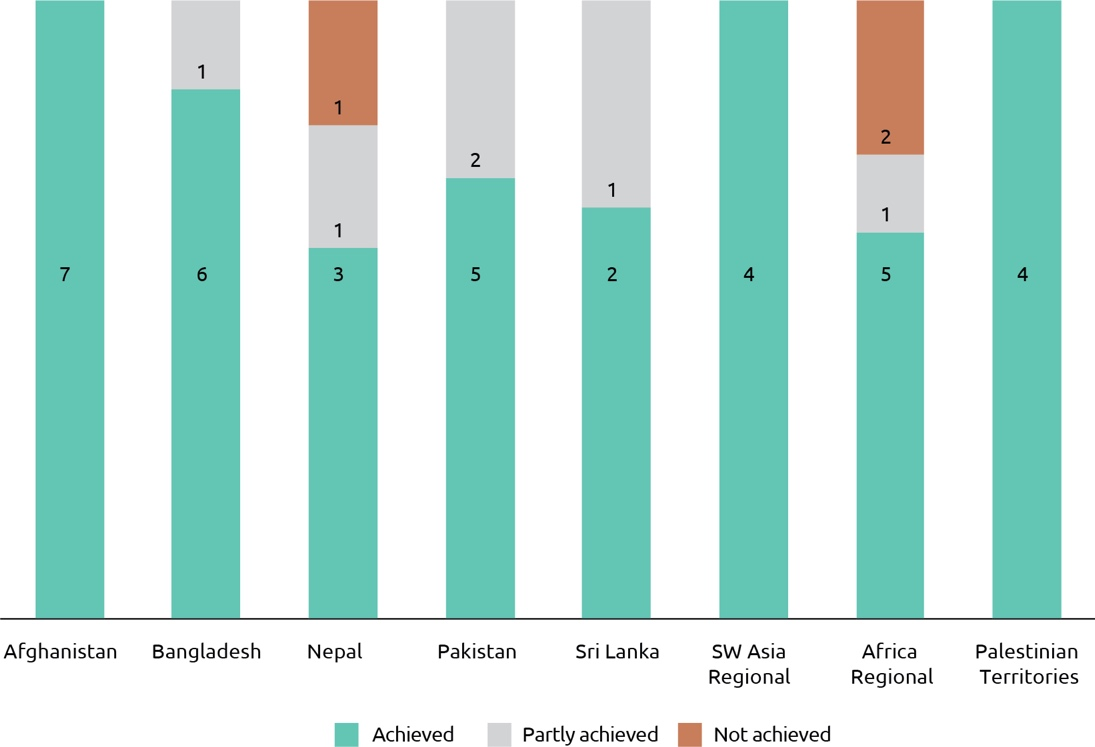 1
1
2
2
1
1
1
1
7
6
3
5
2
4
5
4
Afghanistan
Bangladesh
Nepal
Pakistan
Sri Lanka
SW Asia
Regional
Africa
Regional
Palestinian
Territories
Achieved
Partly achieved
Not achieved